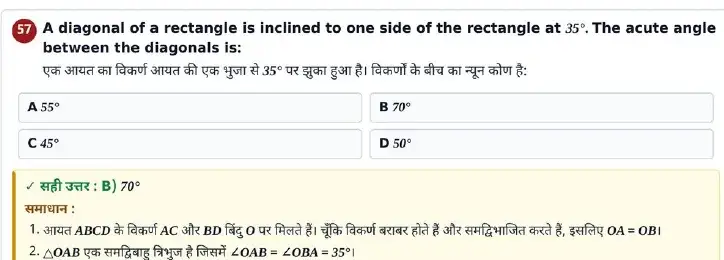 57 A diagonal of a rectangle is inclined to one side of the rectangle at 35°. The acute angle
between the diagonals is:
एक आयत का विकर्ण आयत की एक भुजा से 35° पर झुका हुआ है। विकर्णों के बीच का न्यून कोण है:
A 55°
B 70°
C 45°
D 50°
✓ सही उत्तर : B) 70°
समाधान :
1. आयत ABCD के विकर्ण AC और BD बिंदु O पर मिलते हैं। चूँकि विकर्ण बराबर होते हैं और समद्विभाजित करते हैं, इसलिए OA = OB।
2. △OAB एक समद्विबाहु त्रिभुज है जिसमें ∠OAB = ∠OBA = 35°।